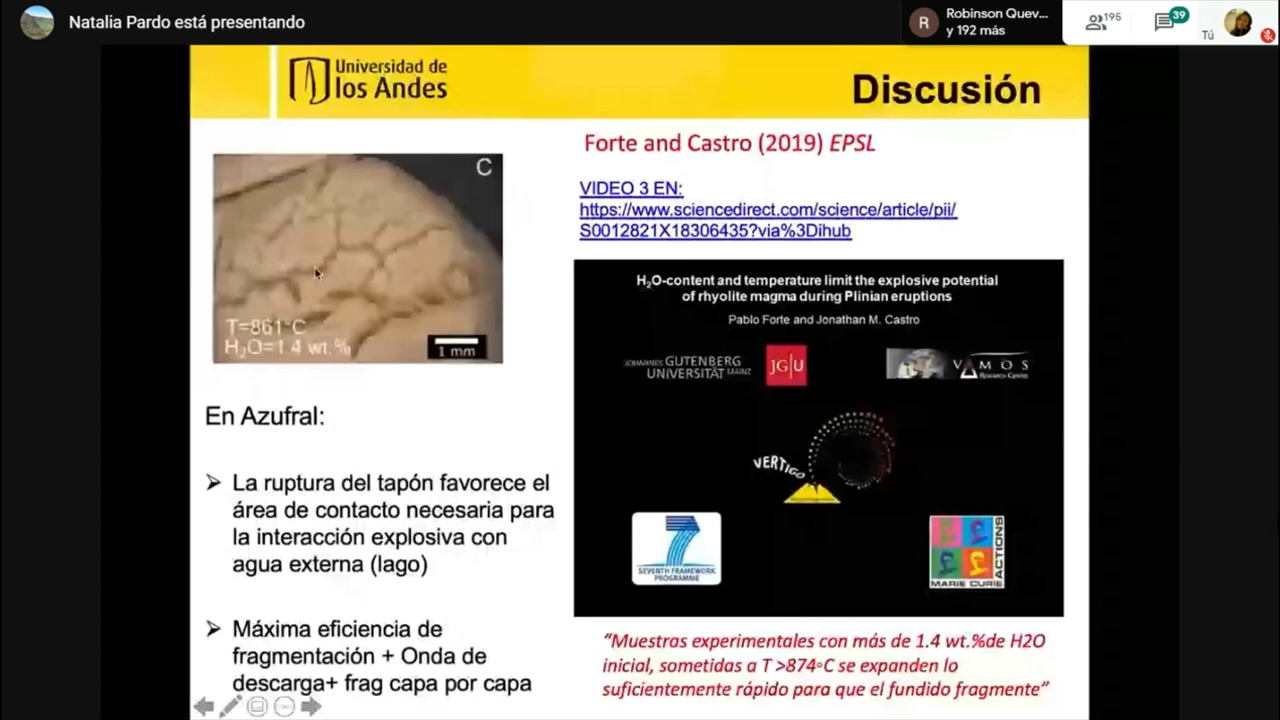 Natalia Pardo está presentando
R
Robinson Quev...
y 192 más
195
39
Tú
Universidad de
los Andes
Discusión
C
T=861°C
H2O=1.4 wt.%
1 mm
En Azufral:
➢ La ruptura del tapón favorece el
área de contacto necesaria para
la interacción explosiva con
agua externa (lago)
➢ Máxima eficiencia de
fragmentación + Onda de
descarga+ frag capa por capa
Forte and Castro (2019) EPSL
VIDEO 3 EN:
https://www.sciencedirect.com/science/article/pii/
S0012821X18306435?via%3Dihub
H2O-content and temperature limit the explosive potential
of rhyolite magma during Plinian eruptions
Pablo Forte and Jonathan M. Castro
JOHANNES GUTENBERG
UNIVERSITÄT MAINZ
JG|U
VAMOS
RESEARCH CENTRE
VERTIGO
7
SEVENTH FRAMEWORK
PROGRAMME
MARIE CURIE
ACTIONS
“Muestras experimentales con más de 1.4 wt.%de H2O
inicial, sometidas a T >874◦C se expanden lo
suficientemente rápido para que el fundido fragmente”